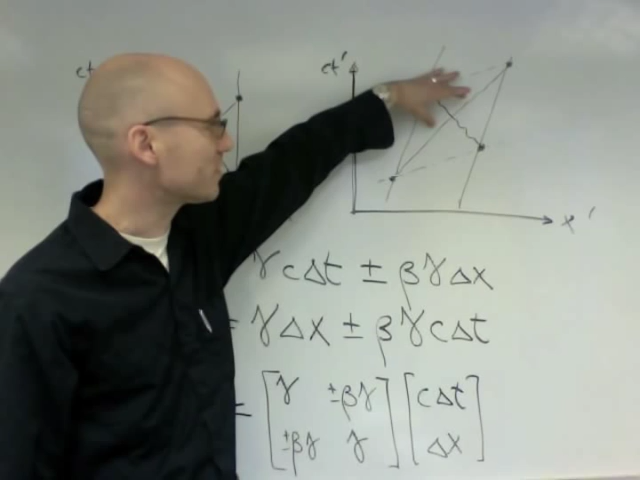 ct
ct'
x'
γcΔt ± βγΔx
= γΔx ± βγcΔt
= [γ ±βγ] [cΔt]
[±βγ γ] [Δx]